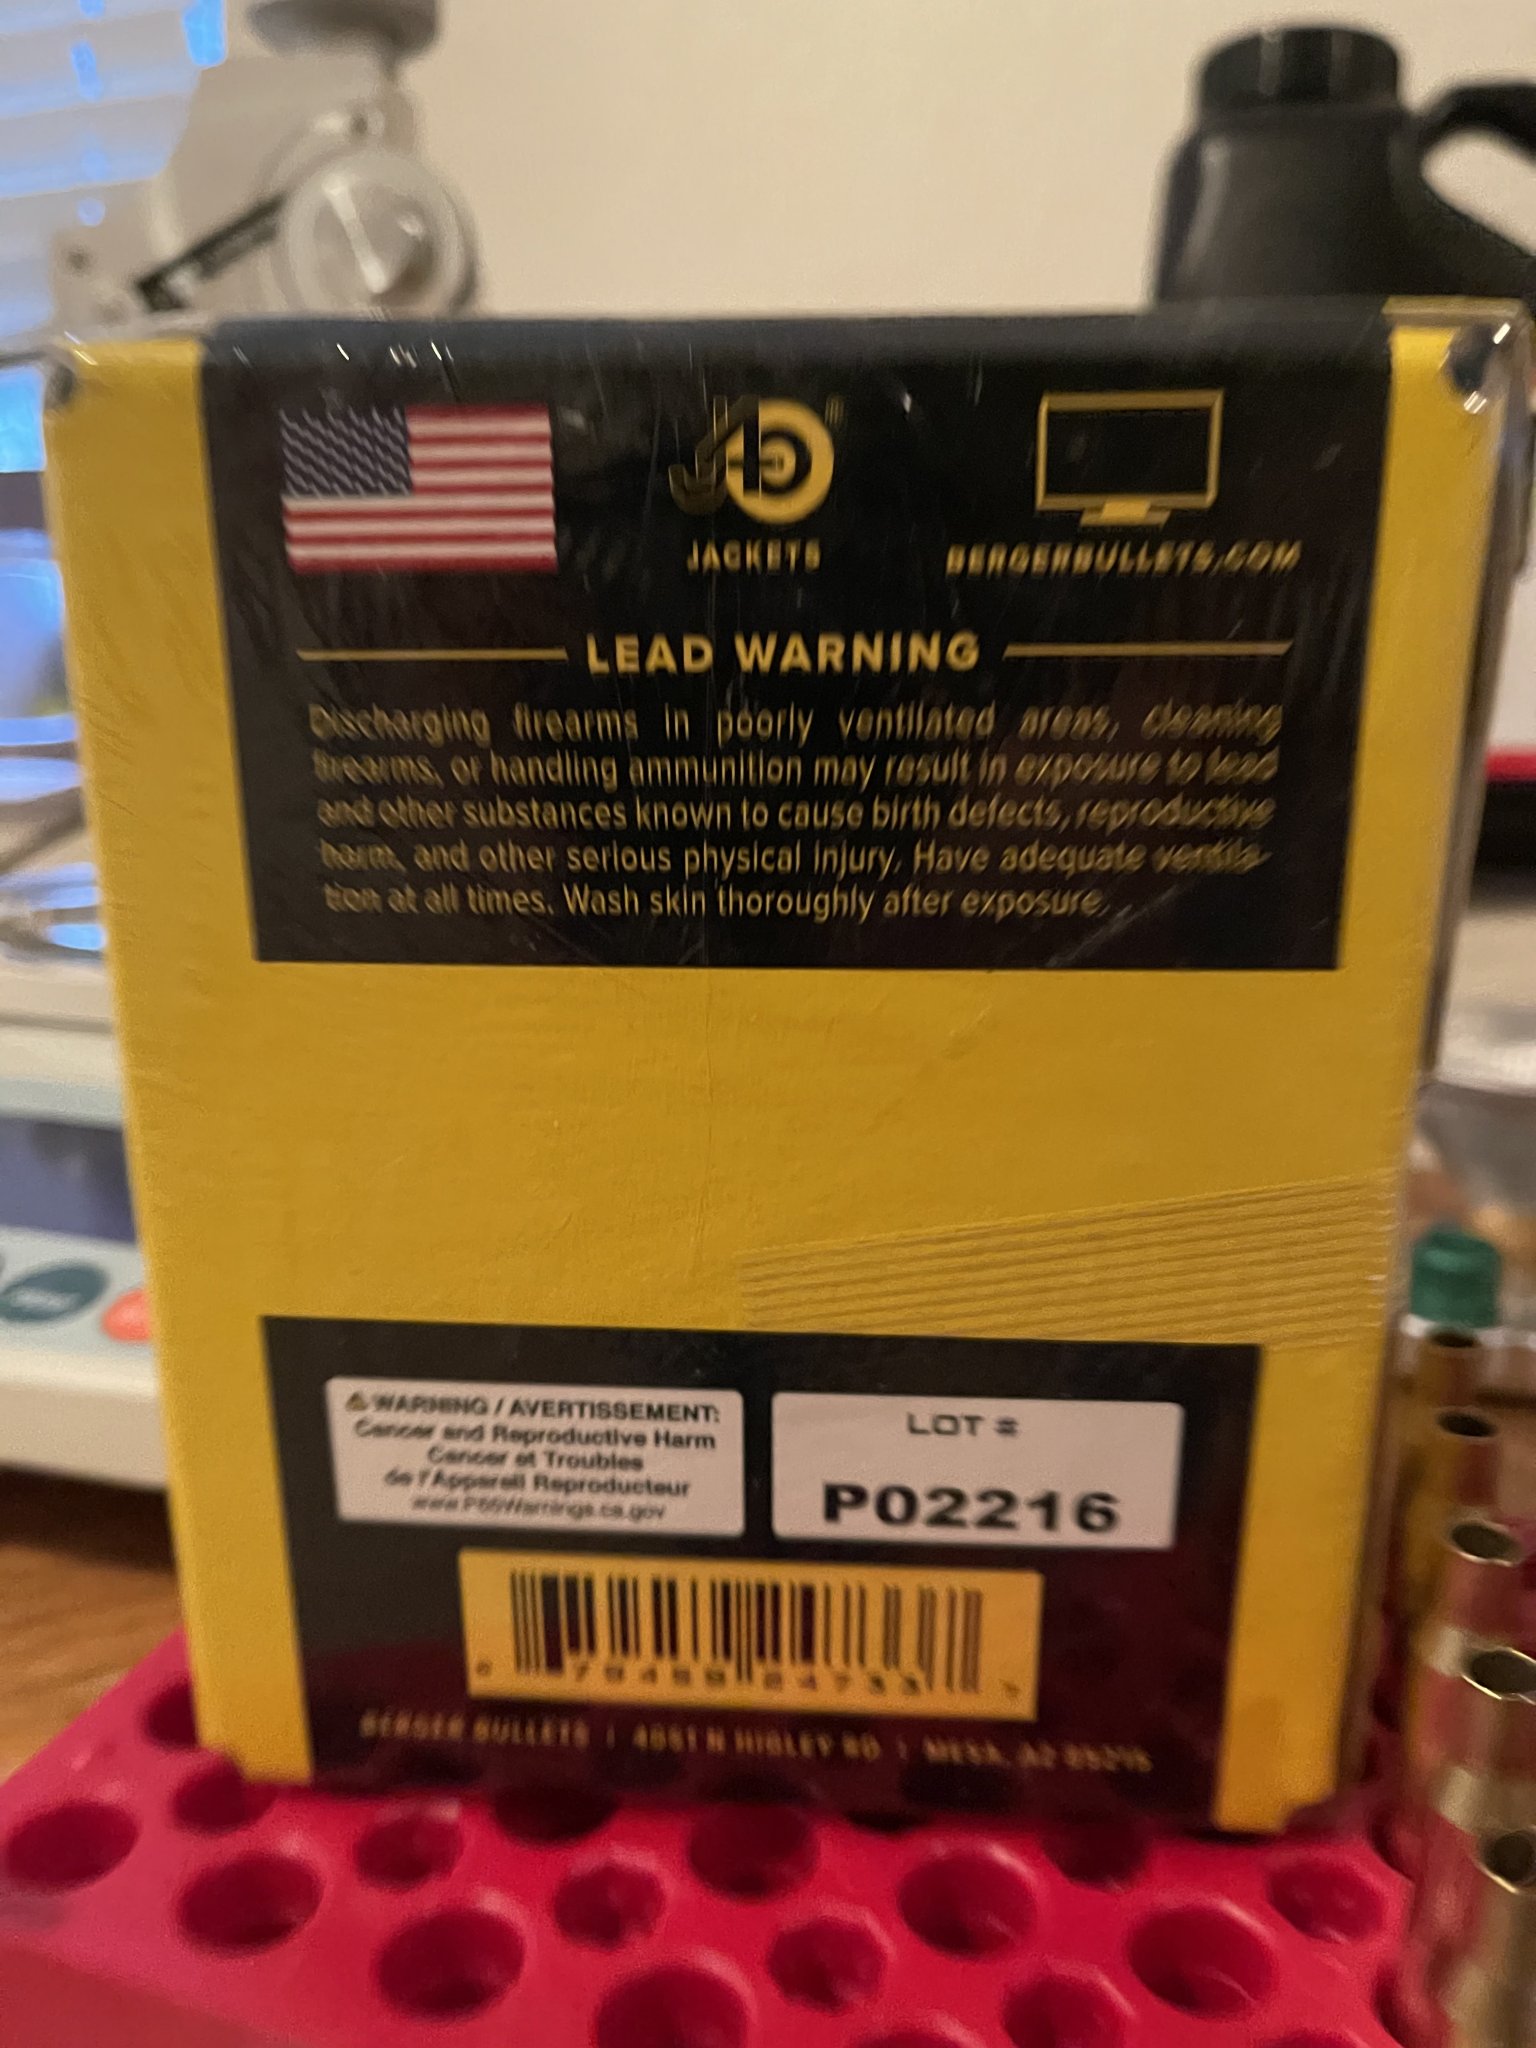 J4
JACKETS
BERGERBULLETS.COM
LEAD WARNING
Discharging firearms in poorly ventilated areas, cleaning
firearms, or handling ammunition may result in exposure to lead
and other substances known to cause birth defects, reproductive
harm, and other serious physical injury. Have adequate ventila-
tion at all times. Wash skin thoroughly after exposure.
⚠ WARNING / AVERTISSEMENT:
Cancer and Reproductive Harm
Cancer et Troubles
de l'Appareil Reproducteur
www.P65Warnings.ca.gov
LOT #
P02216
BERGER BULLETS | 4551 N HIGLEY RD | MESA, AZ 85215